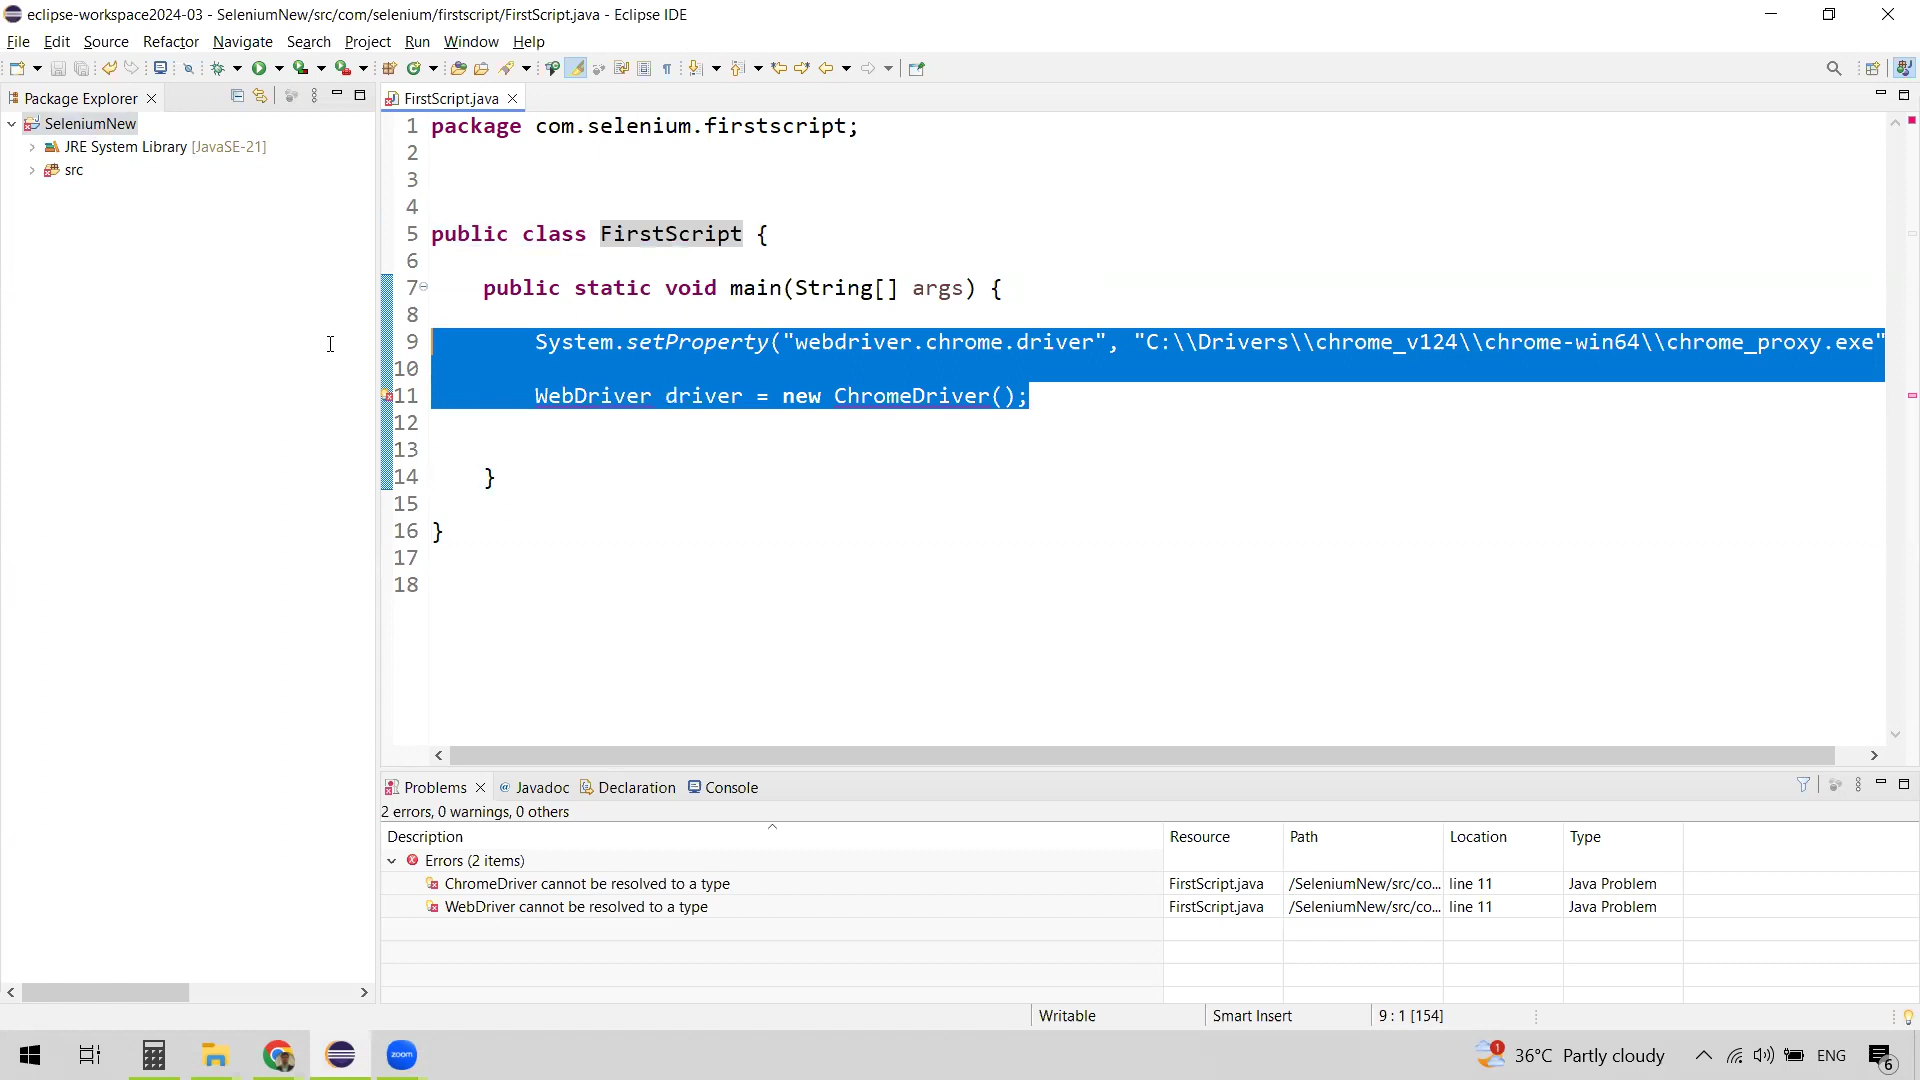 eclipse-workspace2024-03 - SeleniumNew/src/com/selenium/firstscript/FirstScript.java - Eclipse IDE
File Edit Source Refactor Navigate Search Project Run Window Help
Package Explorer
SeleniumNew
JRE System Library [JavaSE-21]
src
FirstScript.java
1 package com.selenium.firstscript;
2
3
4
5 public class FirstScript {
6
7 public static void main(String[] args) {
8
9 System.setProperty("webdriver.chrome.driver", "C:\\Drivers\\chrome_v124\\chrome-win64\\chrome_proxy.exe"
10
11 WebDriver driver = new ChromeDriver();
12
13
14 }
15
16 }
17
18
Problems Javadoc Declaration Console
2 errors, 0 warnings, 0 others
Description Resource Path Location Type
Errors (2 items)
ChromeDriver cannot be resolved to a type FirstScript.java /SeleniumNew/src/co... line 11 Java Problem
WebDriver cannot be resolved to a type FirstScript.java /SeleniumNew/src/co... line 11 Java Problem
Writable Smart Insert 9 : 1 [154]
zoom 1 36°C Partly cloudy ENG 6